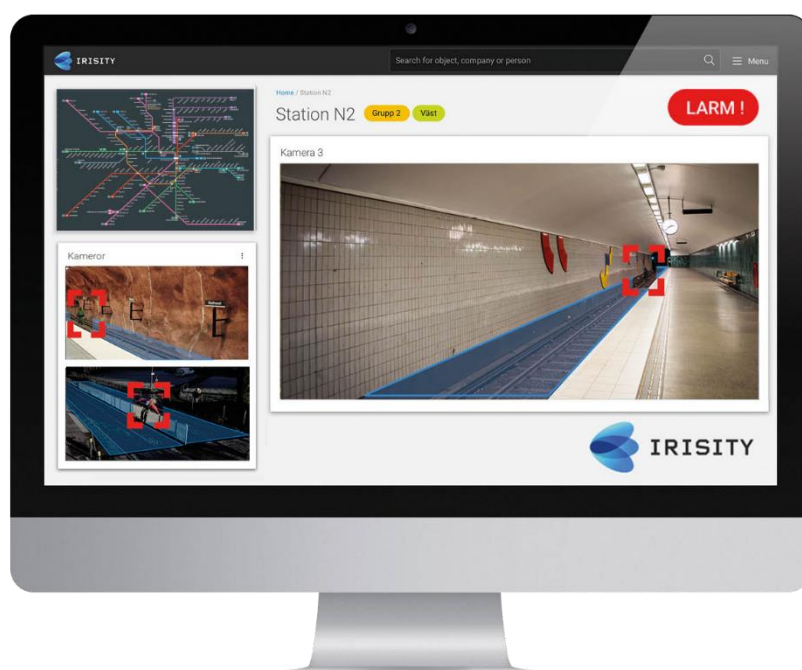 IRISITY
Search for object, company or person
Menu
Home / Station N2
Station N2
Grupp 2
Väst
LARM !
Kamera 3
Kameror
IRISITY